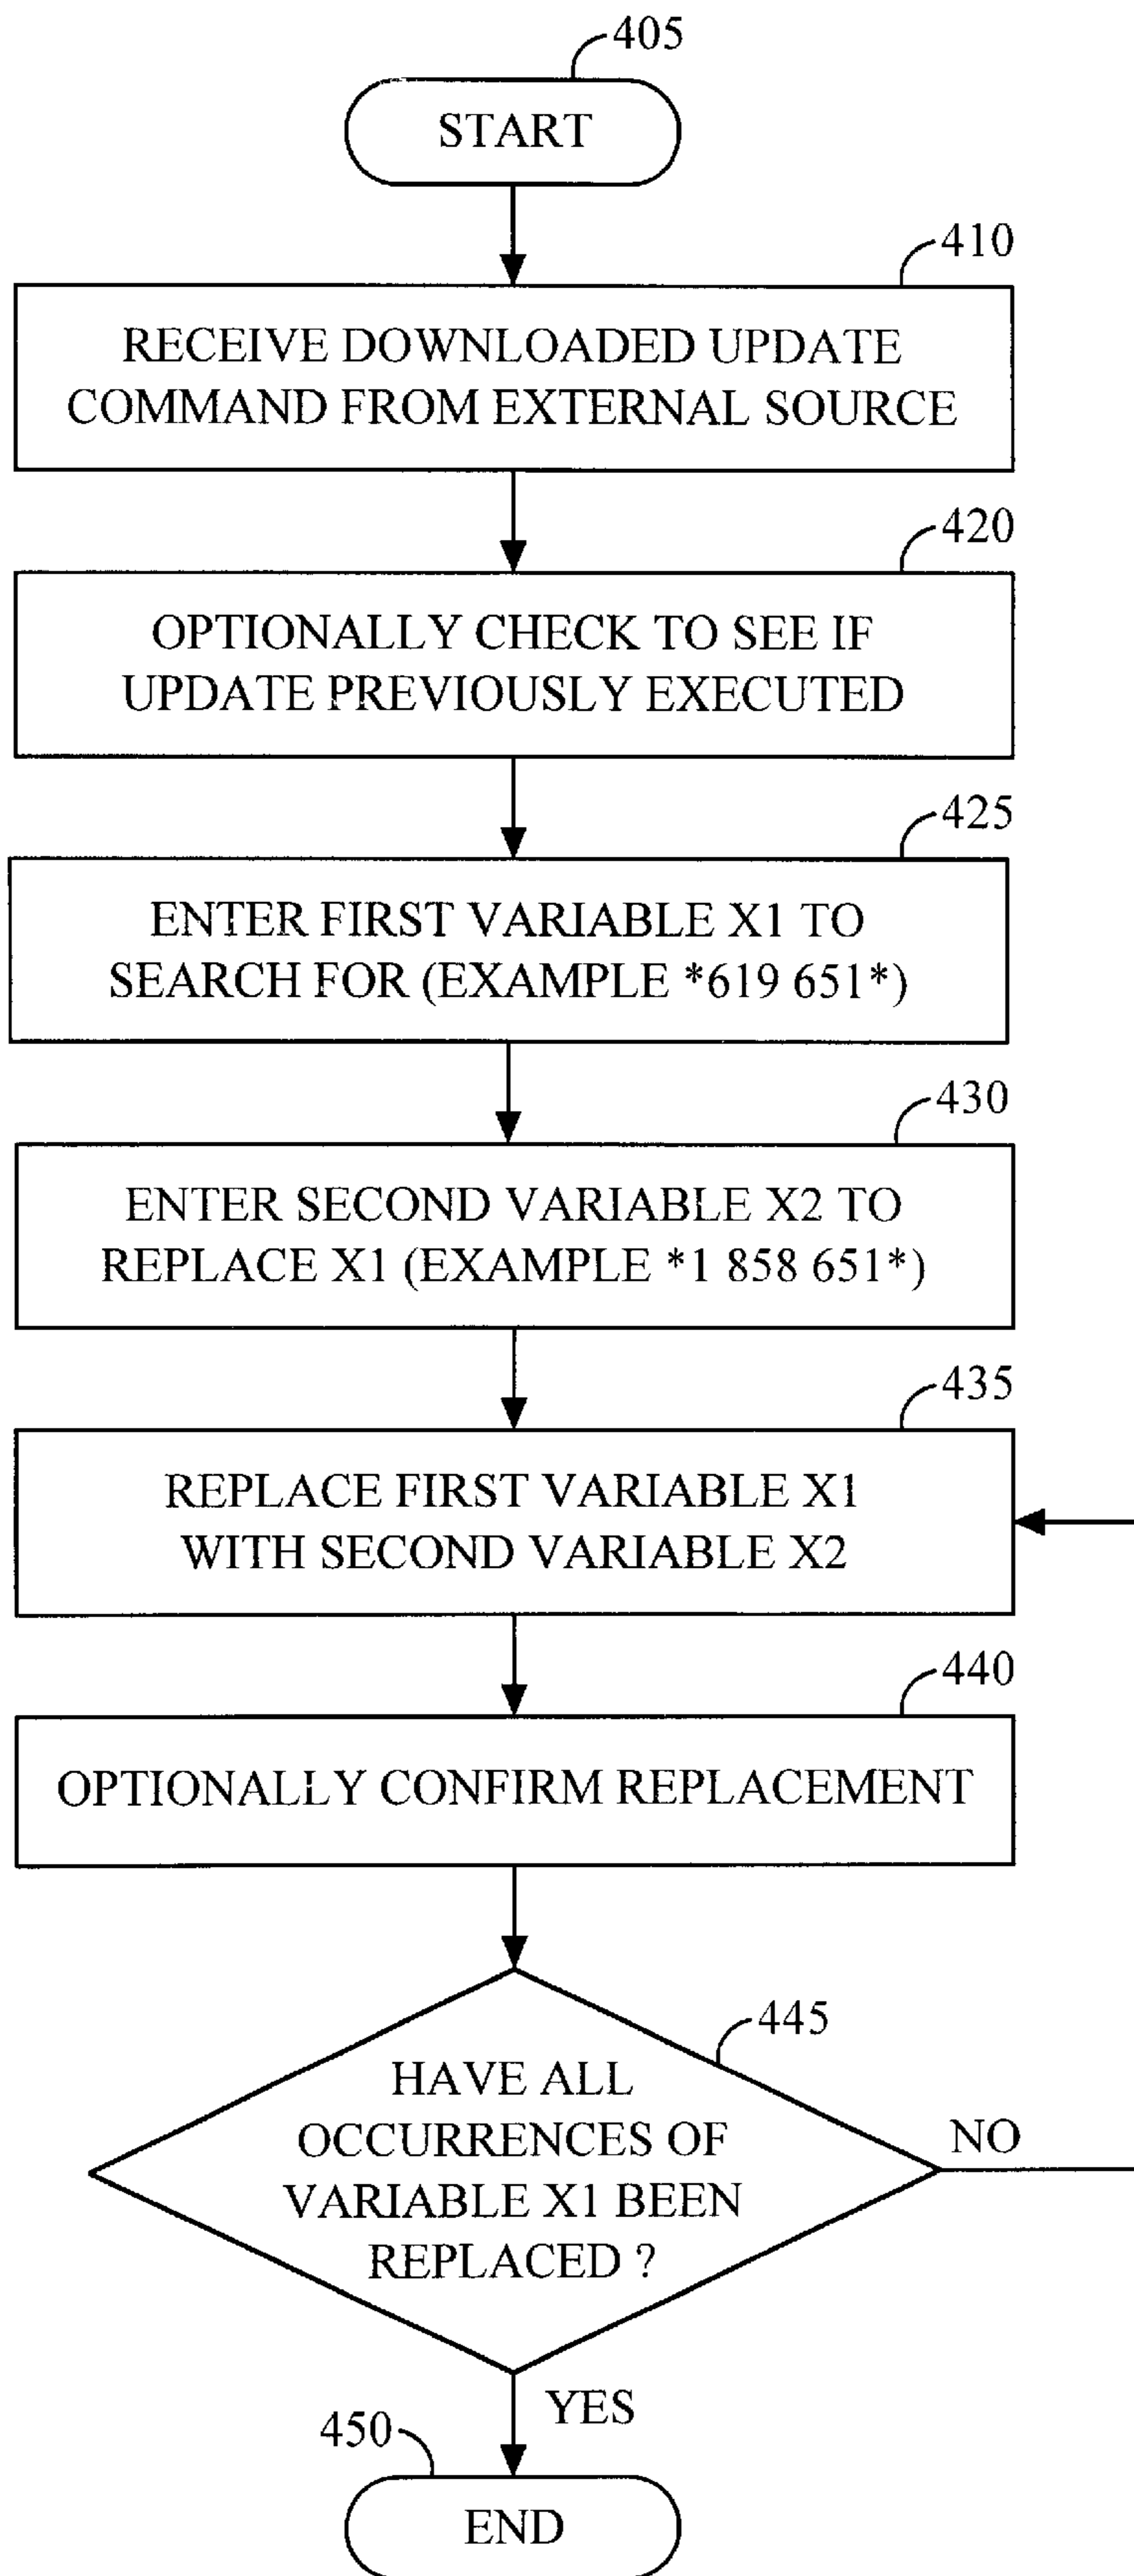 405
START
410
RECEIVE DOWNLOADED UPDATE
COMMAND FROM EXTERNAL SOURCE
420
OPTIONALLY CHECK TO SEE IF
UPDATE PREVIOUSLY EXECUTED
425
ENTER FIRST VARIABLE X1 TO
SEARCH FOR (EXAMPLE *619 651*)
430
ENTER SECOND VARIABLE X2 TO
REPLACE X1 (EXAMPLE *1 858 651*)
435
REPLACE FIRST VARIABLE X1
WITH SECOND VARIABLE X2
440
OPTIONALLY CONFIRM REPLACEMENT
445
HAVE ALL
OCCURRENCES OF
VARIABLE X1 BEEN
REPLACED ?
NO
YES
450
END